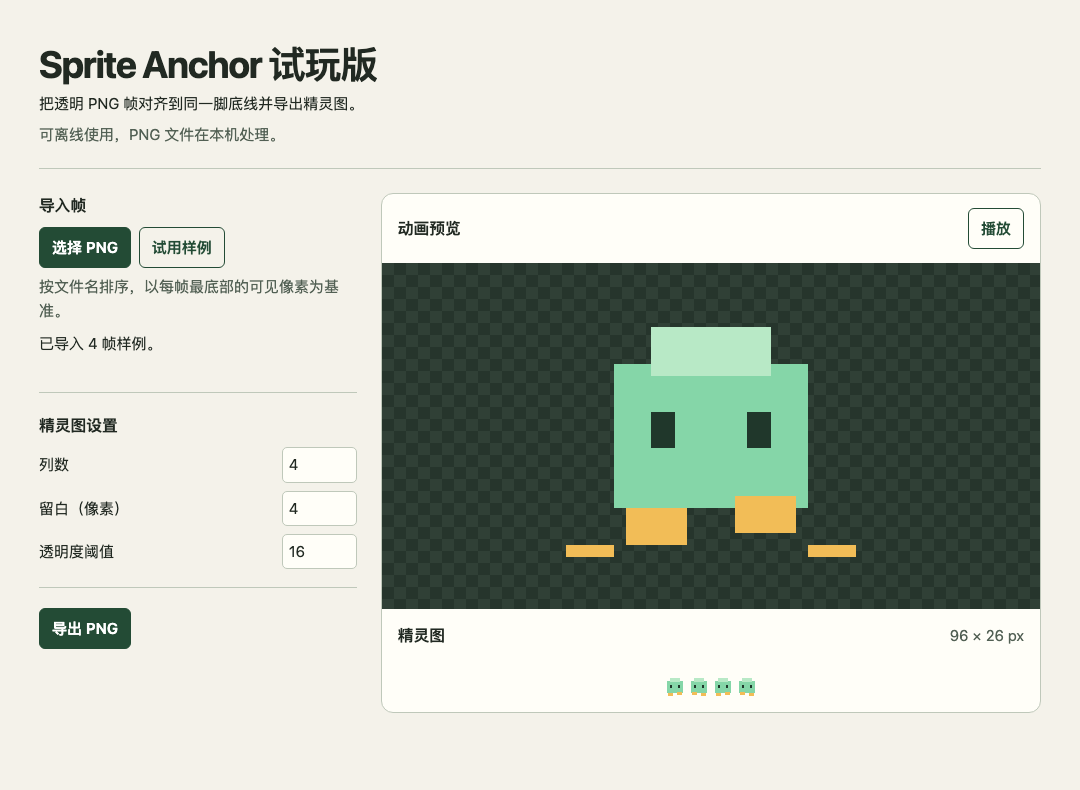 Sprite Anchor 试玩版
把透明 PNG 帧对齐到同一脚底线并导出精灵图。
可离线使用，PNG 文件在本机处理。
导入帧
选择 PNG
试用样例
按文件名排序，以每帧最底部的可见像素为基
准。
已导入 4 帧样例。
精灵图设置
列数
4
留白（像素）
4
透明度阈值
16
导出 PNG
动画预览
播放
精灵图
96 × 26 px